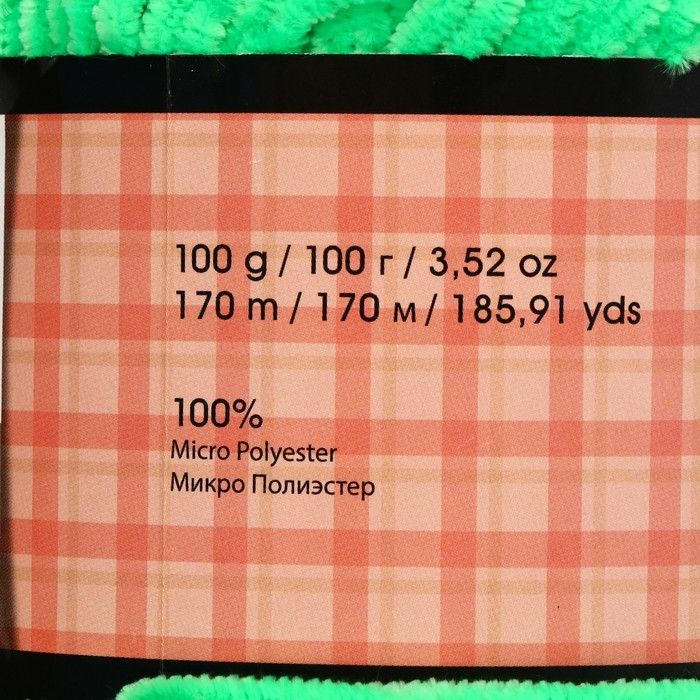 100 g / 100 г / 3,52 oz
170 m / 170 м / 185,91 yds
100%
Micro Polyester
Микро Полиэстер